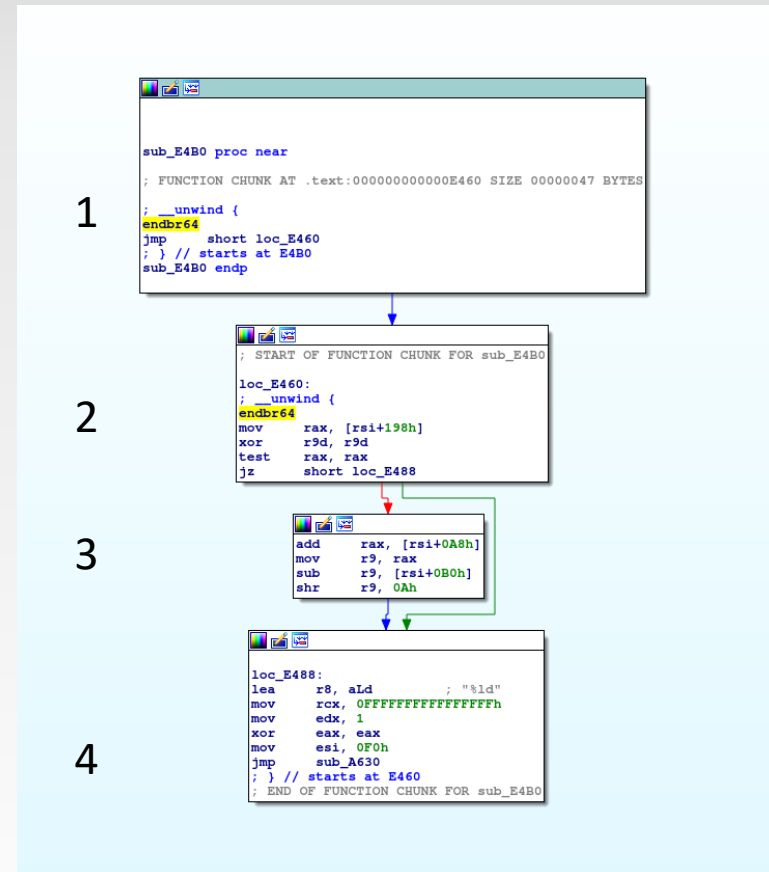 sub_E4B0 proc near
; FUNCTION CHUNK AT .text:000000000000E460 SIZE 00000047 BYTES
1
; __unwind {
endbr64
jmp short loc_E460
; } // starts at E4B0
sub_E4B0 endp
; START OF FUNCTION CHUNK FOR sub_E4B0
loc_E460:
; __unwind {
2
endbr64
mov rax, [rsi+198h]
xor r9d, r9d
test rax, rax
jz short loc_E488
3
add rax, [rsi+0A8h]
mov r9, rax
sub r9, [rsi+0B0h]
shr r9, 0Ah
loc_E488:
lea r8, aLd ; "%ld"
mov rcx, 0FFFFFFFFFFFFFFFFh
mov edx, 1
xor eax, eax
4
mov esi, 0F0h
jmp sub_A630
; } // starts at E460
; END OF FUNCTION CHUNK FOR sub_E4B0